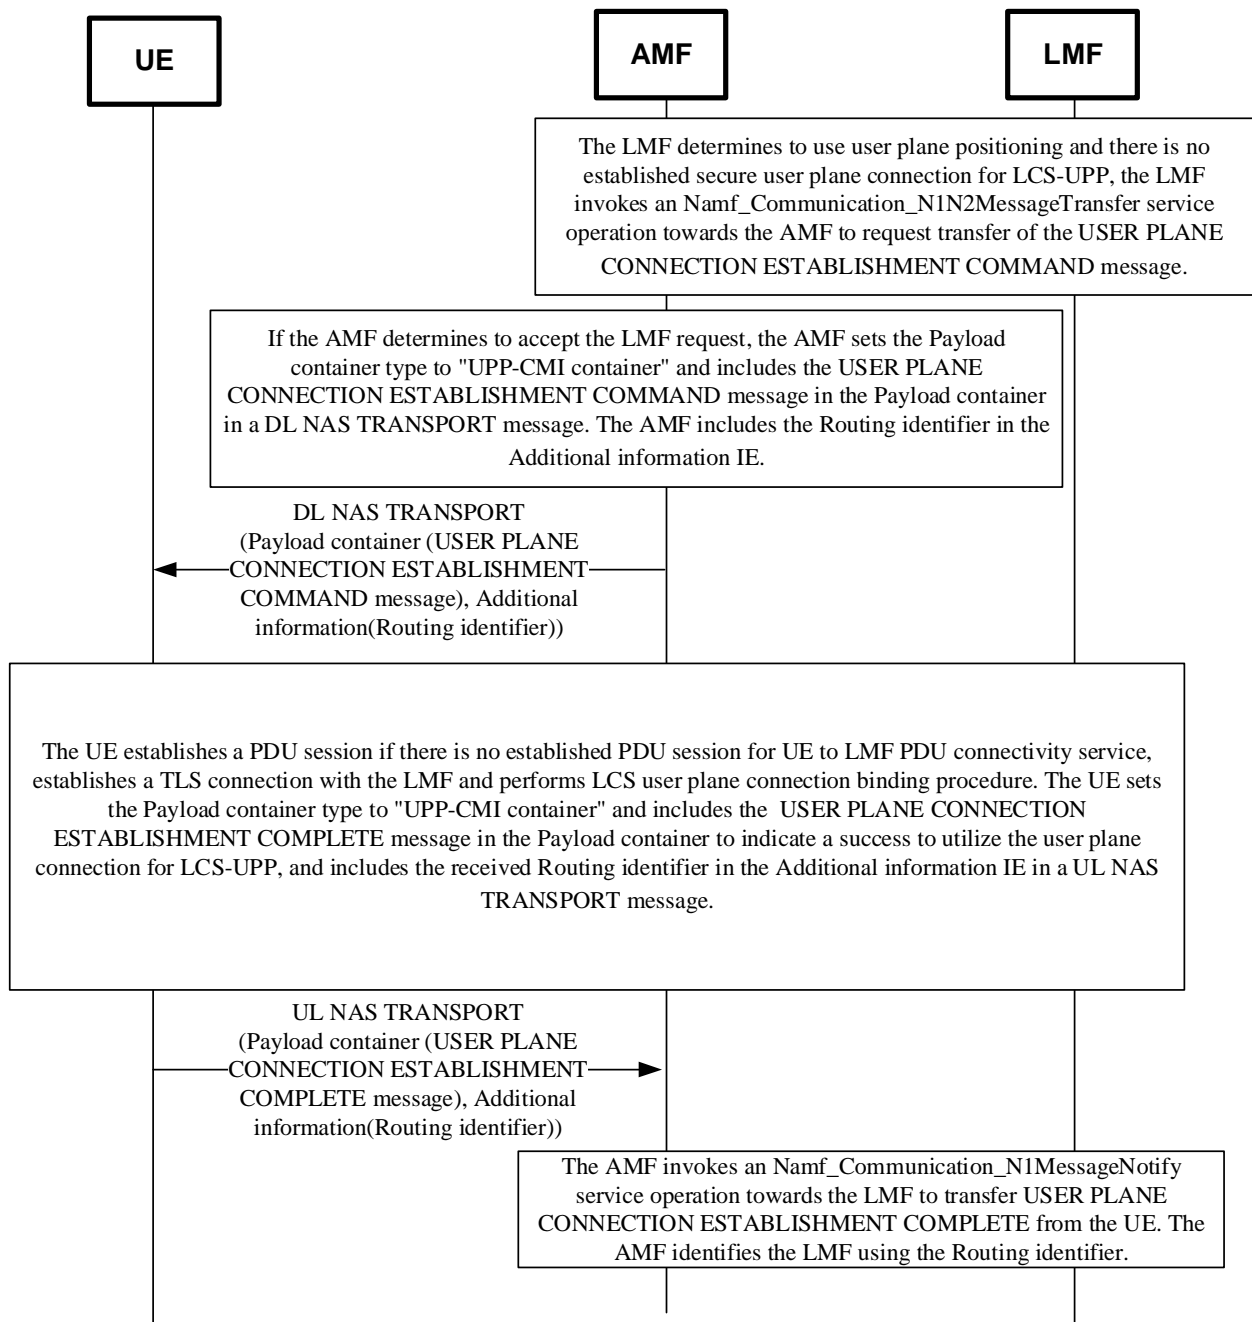 UE
AMF
LMF
The LMF determines to use user plane positioning and there is no
established secure user plane connection for LCS-UPP, the LMF
invokes an Namf_Communication_N1N2MessageTransfer service
operation towards the AMF to request transfer of the USER PLANE
CONNECTION ESTABLISHMENT COMMAND message.
If the AMF determines to accept the LMF request, the AMF sets the Payload
container type to "UPP-CMI container" and includes the USER PLANE
CONNECTION ESTABLISHMENT COMMAND message in the Payload container
in a DL NAS TRANSPORT message. The AMF includes the Routing identifier in the
Additional information IE.
DL NAS TRANSPORT
(Payload container (USER PLANE
CONNECTION ESTABLISHMENT
COMMAND message), Additional
information(Routing identifier))
The UE establishes a PDU session if there is no established PDU session for UE to LMF PDU connectivity service,
establishes a TLS connection with the LMF and performs LCS user plane connection binding procedure. The UE sets
the Payload container type to "UPP-CMI container" and includes the USER PLANE CONNECTION
ESTABLISHMENT COMPLETE message in the Payload container to indicate a success to utilize the user plane
connection for LCS-UPP, and includes the received Routing identifier in the Additional information IE in a UL NAS
TRANSPORT message.
UL NAS TRANSPORT
(Payload container (USER PLANE
CONNECTION ESTABLISHMENT
COMPLETE message), Additional
information(Routing identifier))
The AMF invokes an Namf_Communication_N1MessageNotify
service operation towards the LMF to transfer USER PLANE
CONNECTION ESTABLISHMENT COMPLETE from the UE. The
AMF identifies the LMF using the Routing identifier.